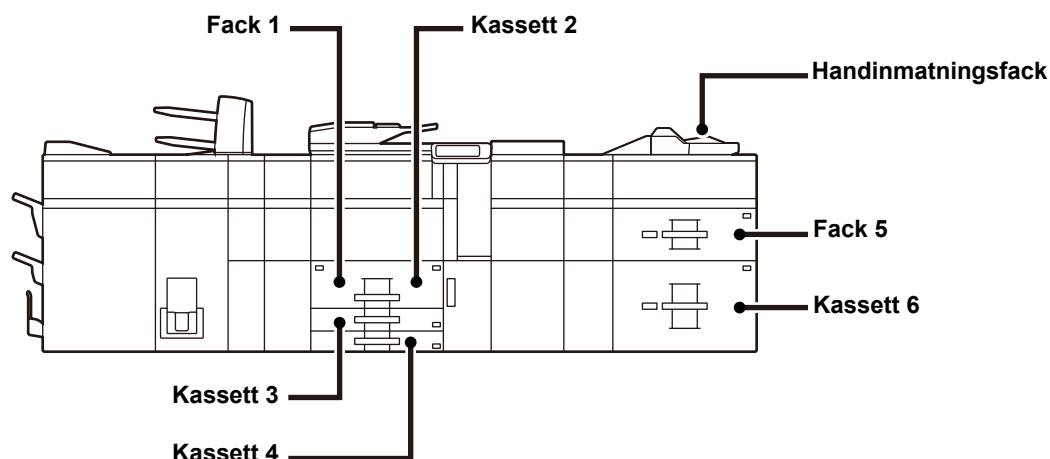 Fack 1
Kassett 2
Handinmatningsfack
Fack 5
Kassett 6
Kassett 3
Kassett 4